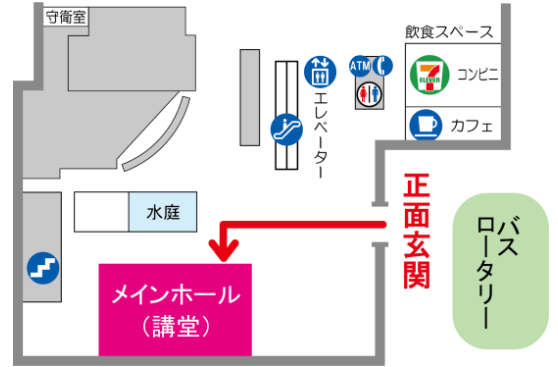 守衛室
飲食スペース
ATM
エレベーター
7
ELEVEN
コンビニ
カフェ
水庭
正面玄関
バス
ロータリー
メインホール
（講堂）